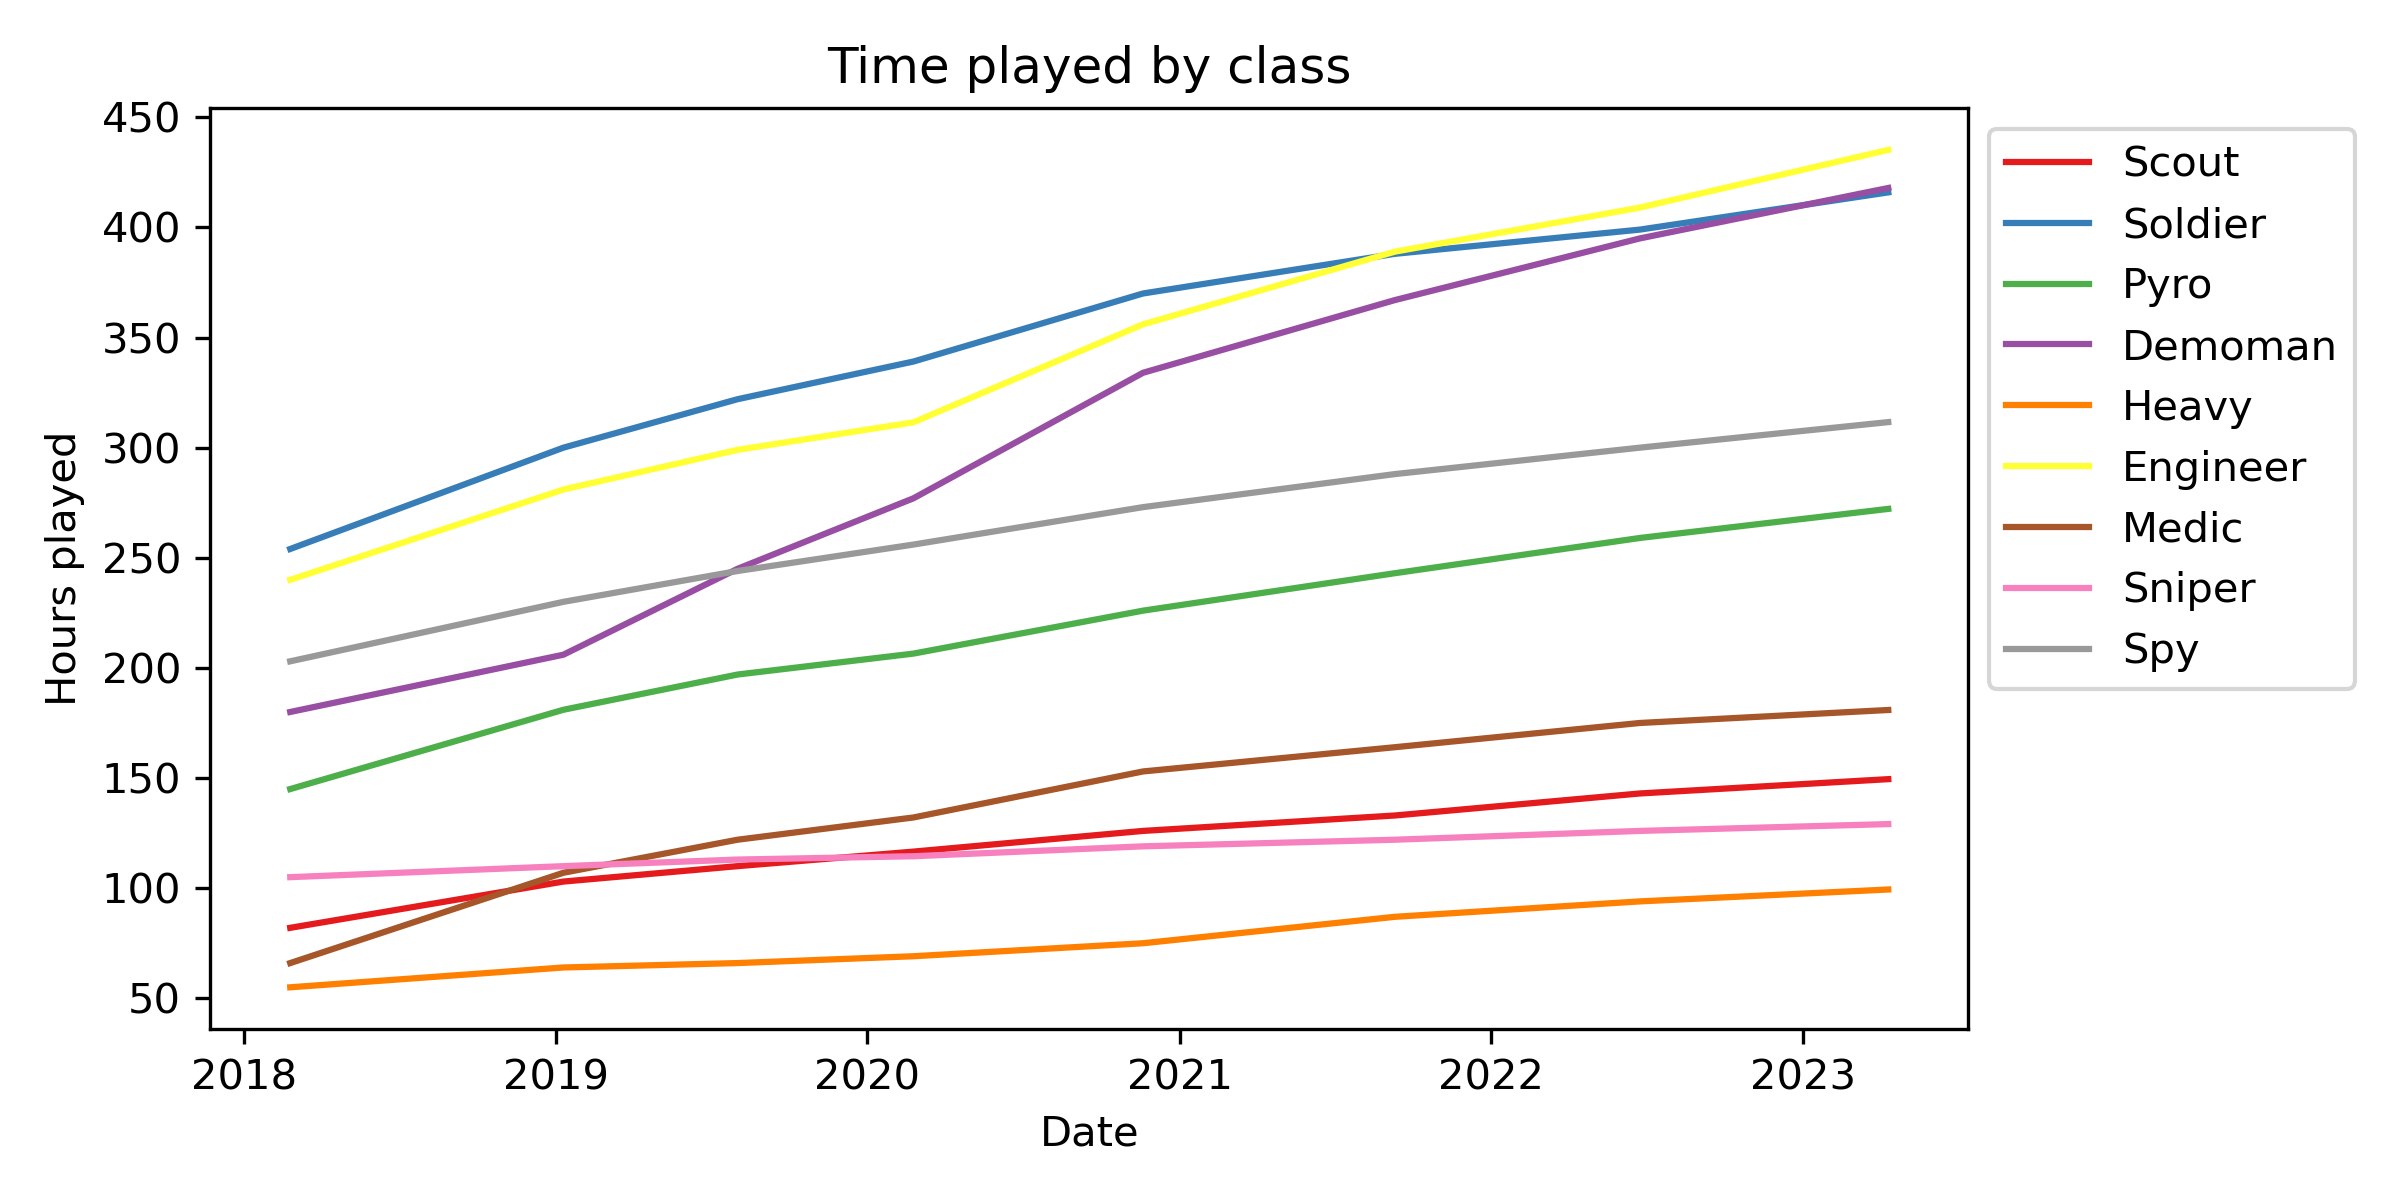 Time played by class
Hours played
450
400
350
300
250
200
150
100
50
2018 2019 2020 2021 2022 2023
Date
Scout
Soldier
Pyro
Demoman
Heavy
Engineer
Medic
Sniper
Spy